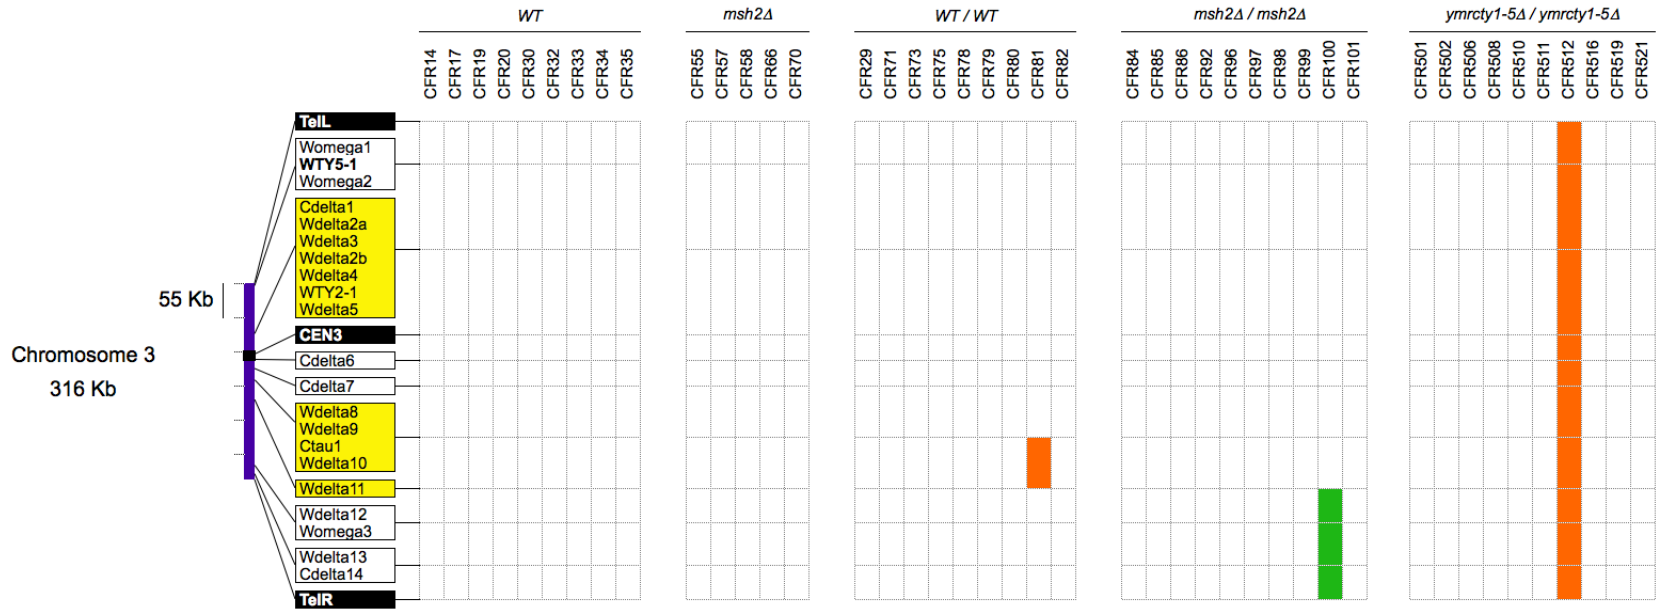 WT
msh2Δ
WT / WT
msh2Δ / msh2Δ
ymrcty1-5Δ / ymrcty1-5Δ
CFR14
CFR17
CFR19
CFR20
CFR30
CFR32
CFR33
CFR34
CFR35
CFR55
CFR57
CFR58
CFR66
CFR70
CFR29
CFR71
CFR73
CFR75
CFR78
CFR79
CFR80
CFR81
CFR82
CFR84
CFR85
CFR86
CFR92
CFR96
CFR97
CFR98
CFR99
CFR100
CFR101
CFR501
CFR502
CFR506
CFR508
CFR510
CFR511
CFR512
CFR516
CFR519
CFR521
TelL
Womega1
WTY5-1
Womega2
Cdelta1
Wdelta2a
Wdelta3
Wdelta2b
Wdelta4
WTY2-1
Wdelta5
55 Kb
CEN3
Chromosome 3
316 Kb
Cdelta6
Cdelta7
Wdelta8
Wdelta9
Ctau1
Wdelta10
Wdelta11
Wdelta12
Womega3
Wdelta13
Cdelta14
TelR